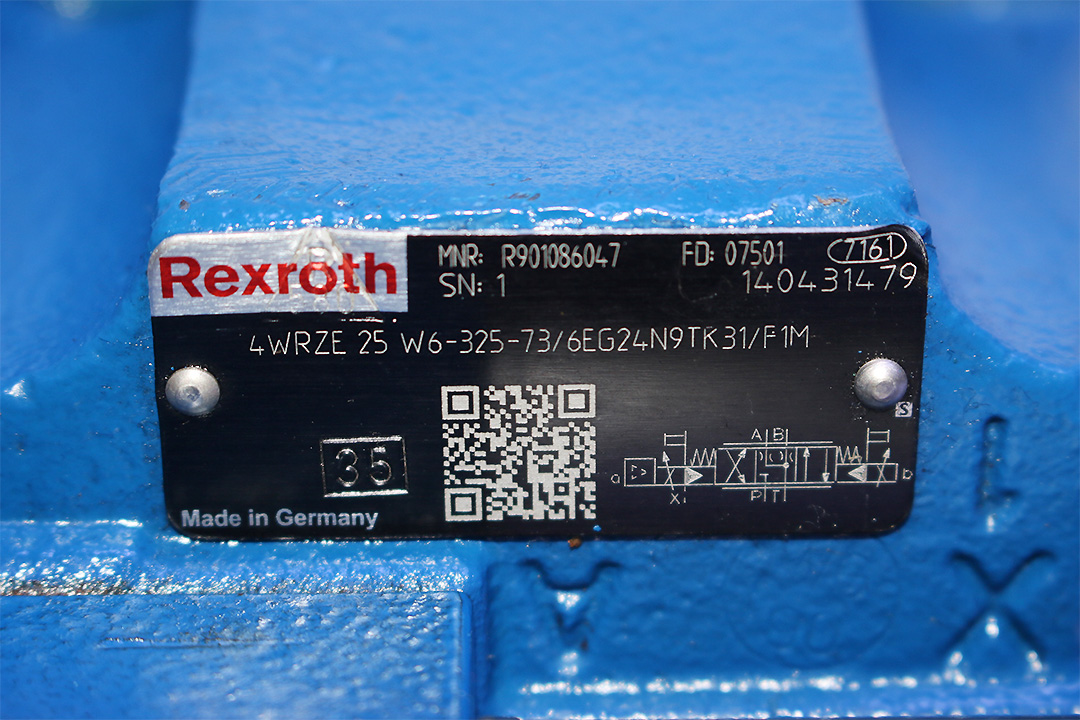 Rexroth
MNR: R901086047 FD: 07501 7161
SN: 1 140431479
4WRZE 25 W6-325-73/6EG24N9TK31/F1M
35
S
A B
a b
X P T
Made in Germany
L
X